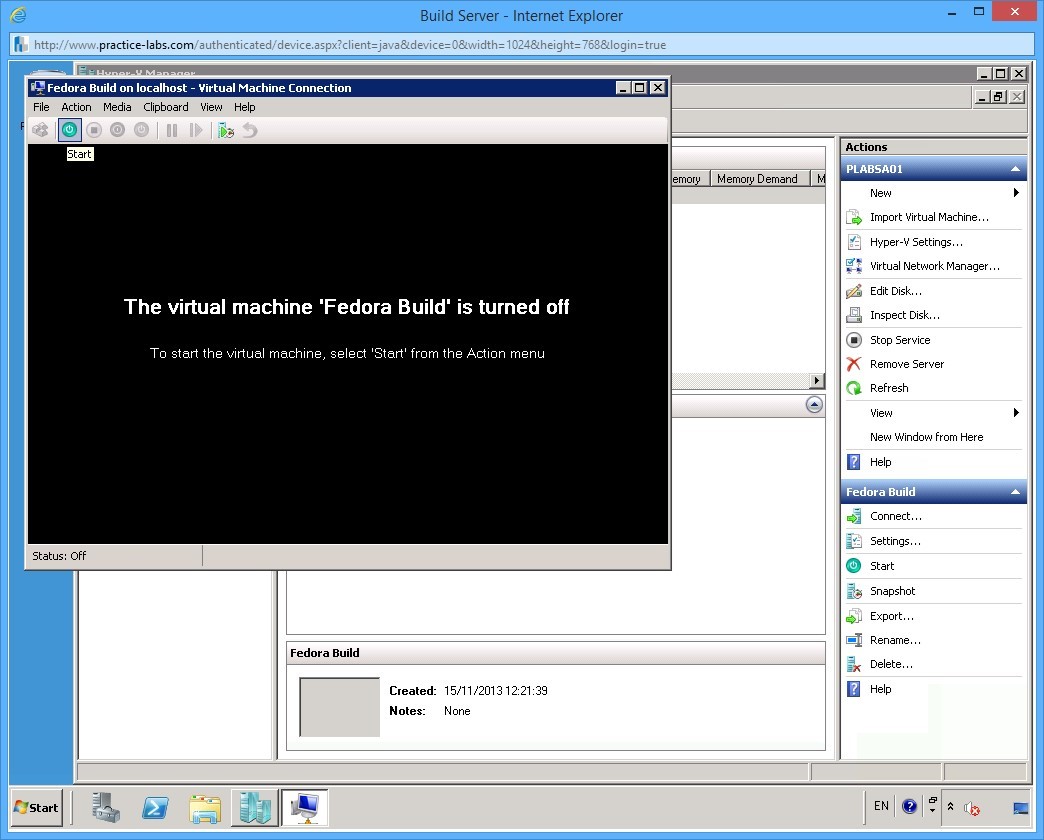 Build Server - Internet Explorer
http://www.practice-labs.com/authenticated/device.aspx?client=java&device=0&width=1024&height=768&login=true
Hyper-V Manager
Fedora Build on localhost - Virtual Machine Connection
File Action Media Clipboard View Help
Start
The virtual machine 'Fedora Build' is turned off
To start the virtual machine, select 'Start' from the Action menu
Status: Off
Memory Demand
Actions
PLABSA01
New
Import Virtual Machine...
Hyper-V Settings...
Virtual Network Manager...
Edit Disk...
Inspect Disk...
Stop Service
Remove Server
Refresh
View
New Window from Here
Help
Fedora Build
Connect...
Settings...
Start
Snapshot
Export...
Rename...
Delete...
Help
Fedora Build
Created: 15/11/2013 12:21:39
Notes: None
Start
EN